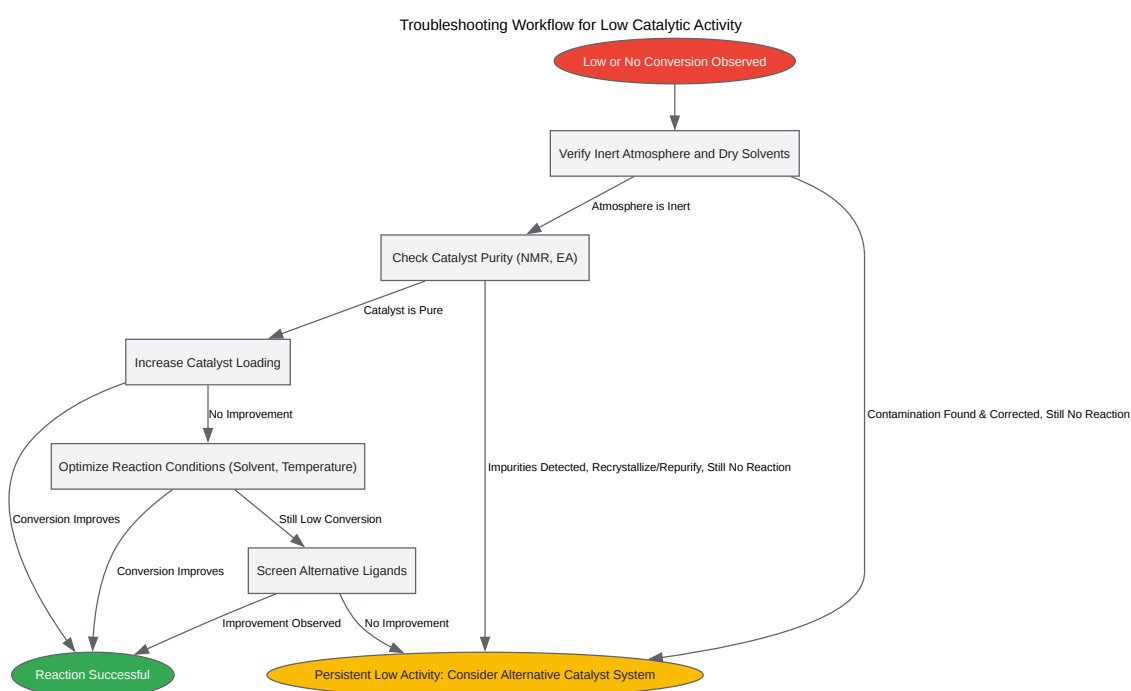 Troubleshooting Workflow for Low Catalytic Activity
Low or No Conversion Observed
Verify Inert Atmosphere and Dry Solvents
Atmosphere is Inert
Check Catalyst Purity (NMR, EA)
Catalyst is Pure
Increase Catalyst Loading
No Improvement
Contamination Found & Corrected, Still No Reaction
Optimize Reaction Conditions (Solvent, Temperature)
Impurities Detected, Recrystallize/Repurify, Still No Reaction
Conversion Improves
Still Low Conversion
Conversion Improves
Screen Alternative Ligands
Improvement Observed
No Improvement
Reaction Successful
Persistent Low Activity: Consider Alternative Catalyst System